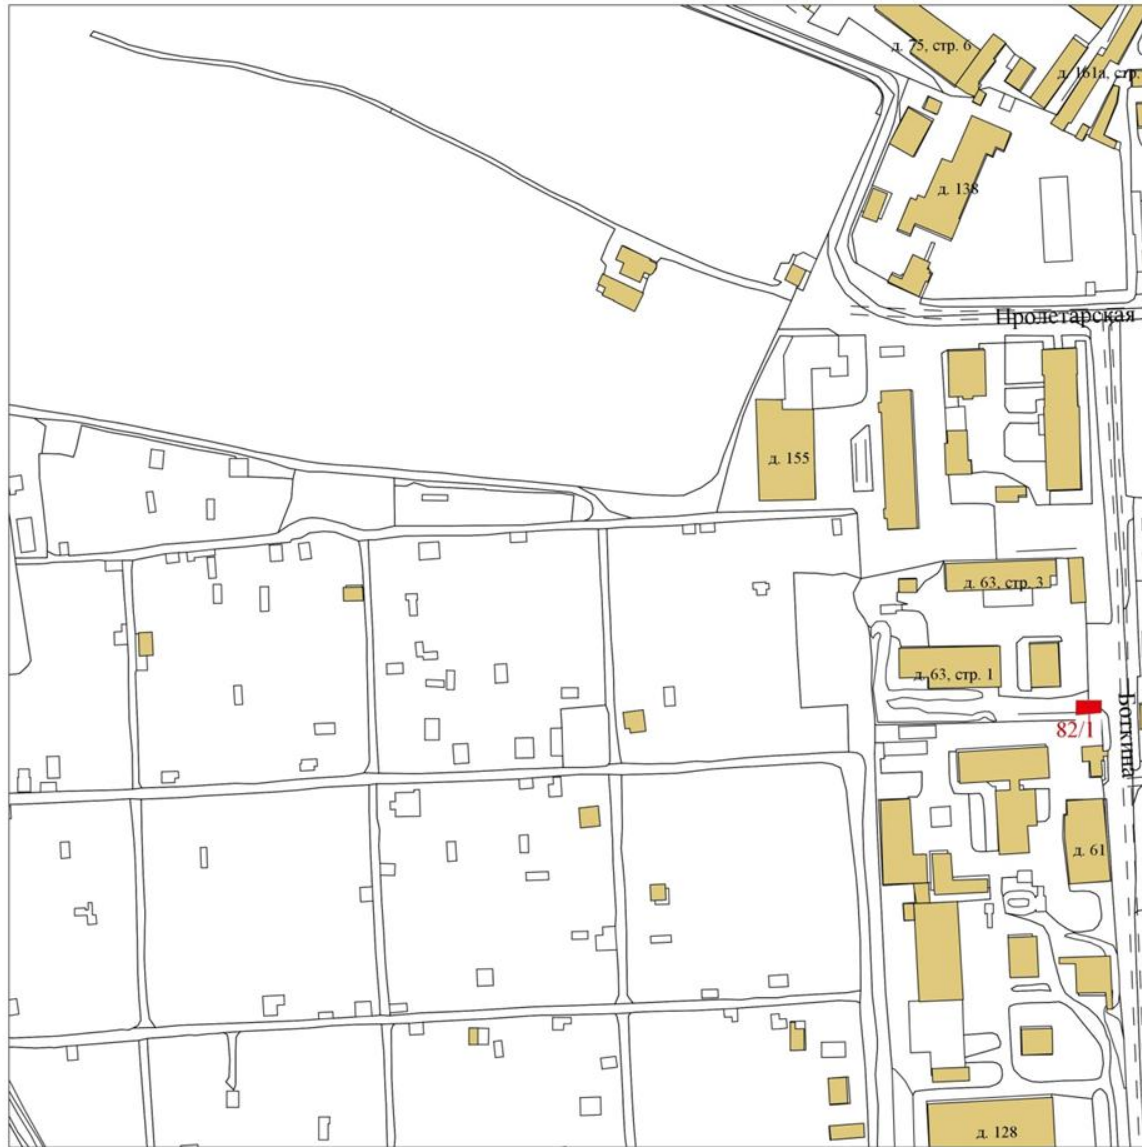 д. 75, стр. 6
д. 161а, стр.
д. 138
Пролетарская
д. 155
д. 63, стр. 3
д. 63, стр. 1
82/1
Боткина
д. 61
д. 128